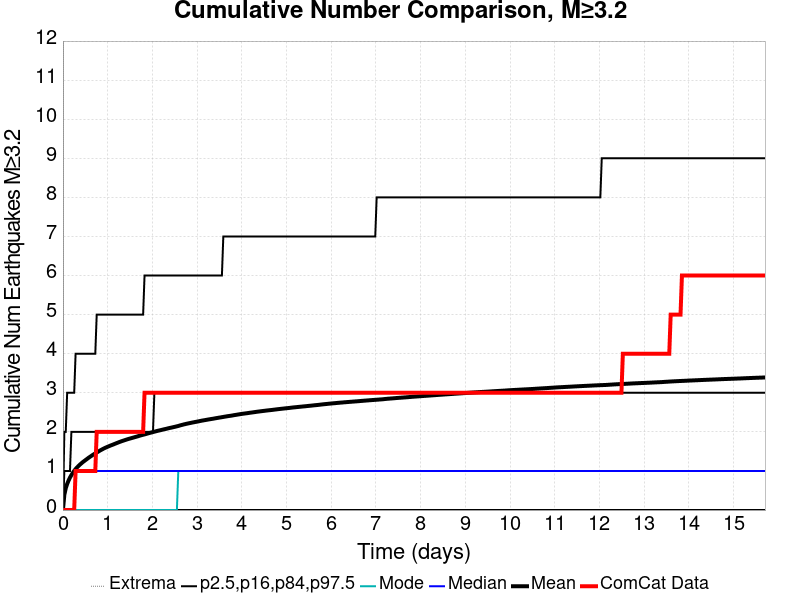 Cumulative Number Comparison, M≥3.2
Cumulative Num Earthquakes M≥3.2
12
11
10
9
8
7
6
5
4
3
2
1
0
0 1 2 3 4 5 6 7 8 9 10 11 12 13 14 15
Time (days)
Extrema p2.5,p16,p84,p97.5 Mode Median Mean ComCat Data